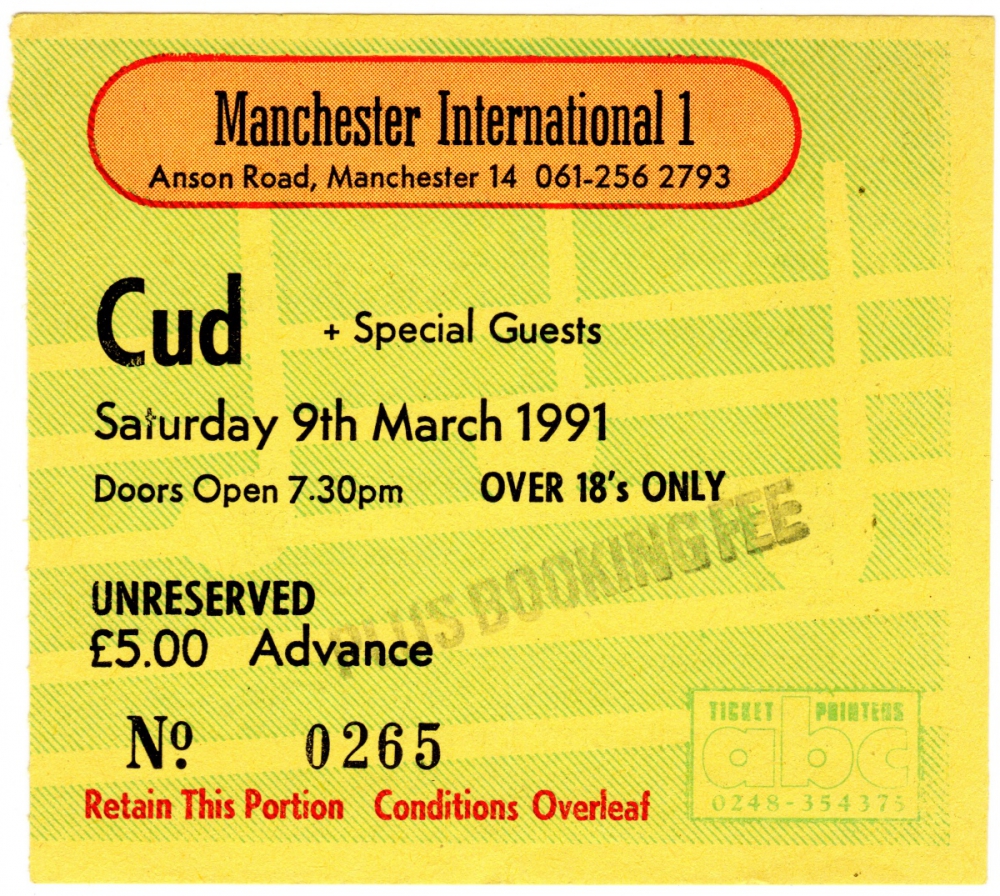 Manchester International 1
Anson Road, Manchester 14 061-256 2793
Cud + Special Guests
Saturday 9th March 1991
Doors Open 7.30pm OVER 18's ONLY
PLUS BOOKING FEE
UNRESERVED
£5.00 Advance
Nº 0265
Retain This Portion Conditions Overleaf
TICKET PRINTERS
abc
0248-354375